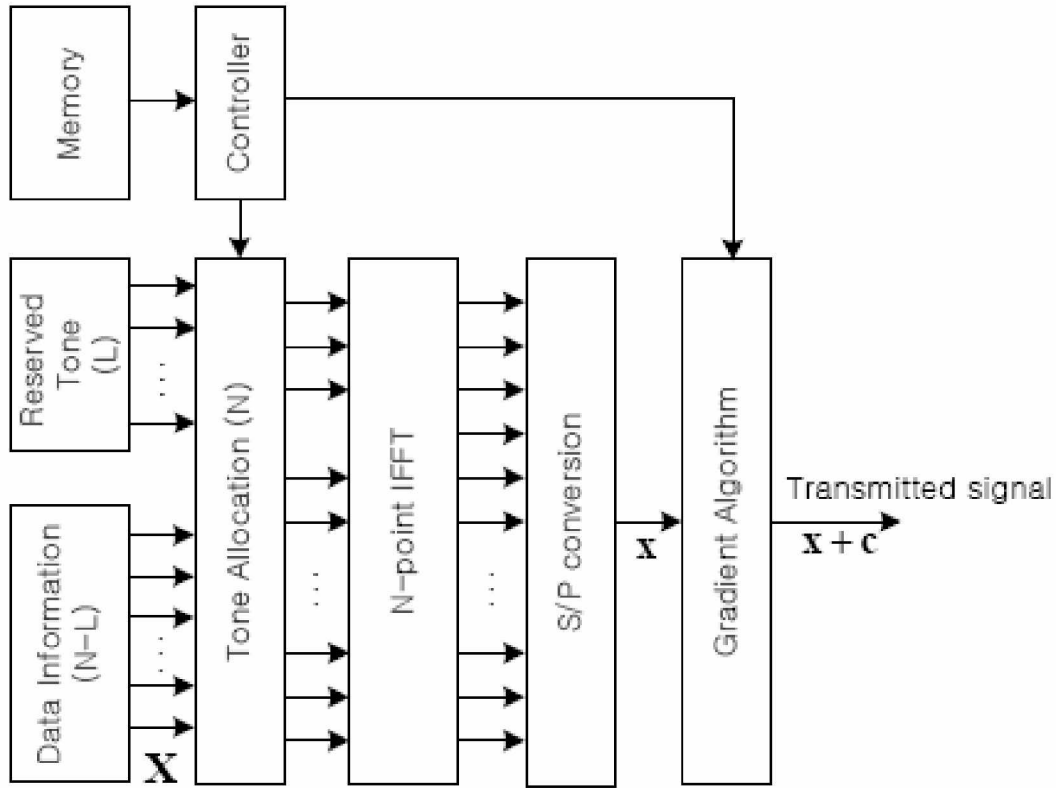 Memory
Controller
Reserved
Tone
(L)
....
Data Information
(N-L)
....
X
Tone Allocation (N)
....
N-point IFFT
....
S/P conversion
x
Gradient Algorithm
Transmitted signal
x + c